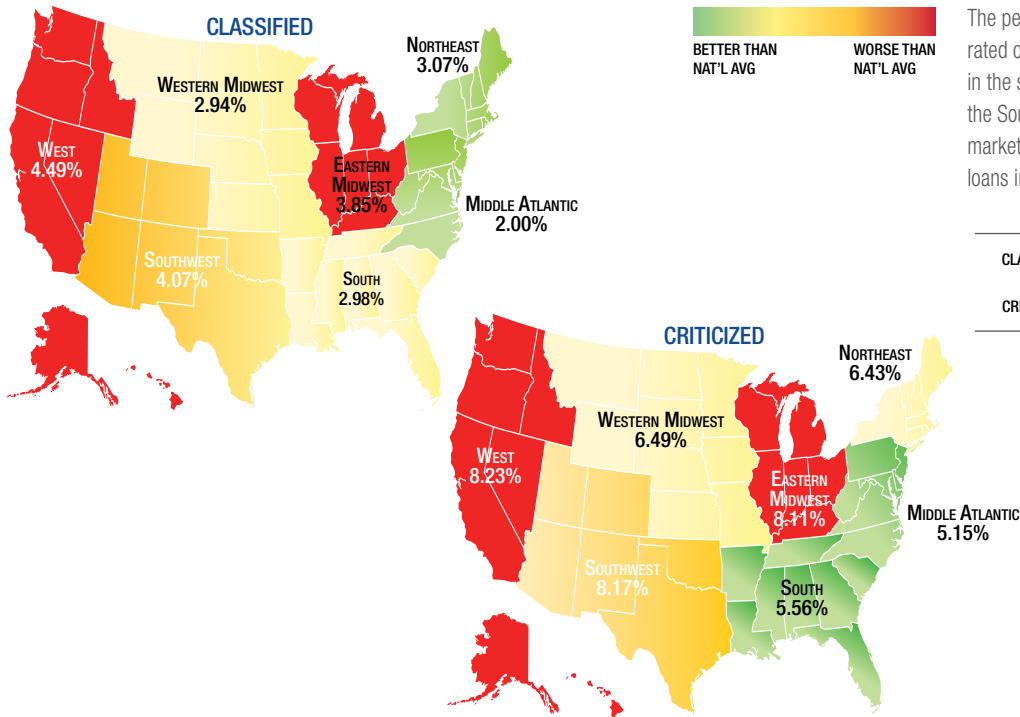 CLASSIFIED
NORTHEAST
3.07%
WESTERN MIDWEST
2.94%
WEST
4.49%
EASTERN
MIDWEST
3.85%
MIDDLE ATLANTIC
2.00%
SOUTHWEST
4.07%
SOUTH
2.98%
BETTER THAN
NAT'L AVG
WORSE THAN
NAT'L AVG
The pe
rated c
in the s
the Sou
market
loans in
CLA
CRI
CRITICIZED
NORTHEAST
6.43%
WESTERN MIDWEST
6.49%
WEST
8.23%
EASTERN
MIDWEST
8.11%
MIDDLE ATLANTIC
5.15%
SOUTHWEST
8.17%
SOUTH
5.56%